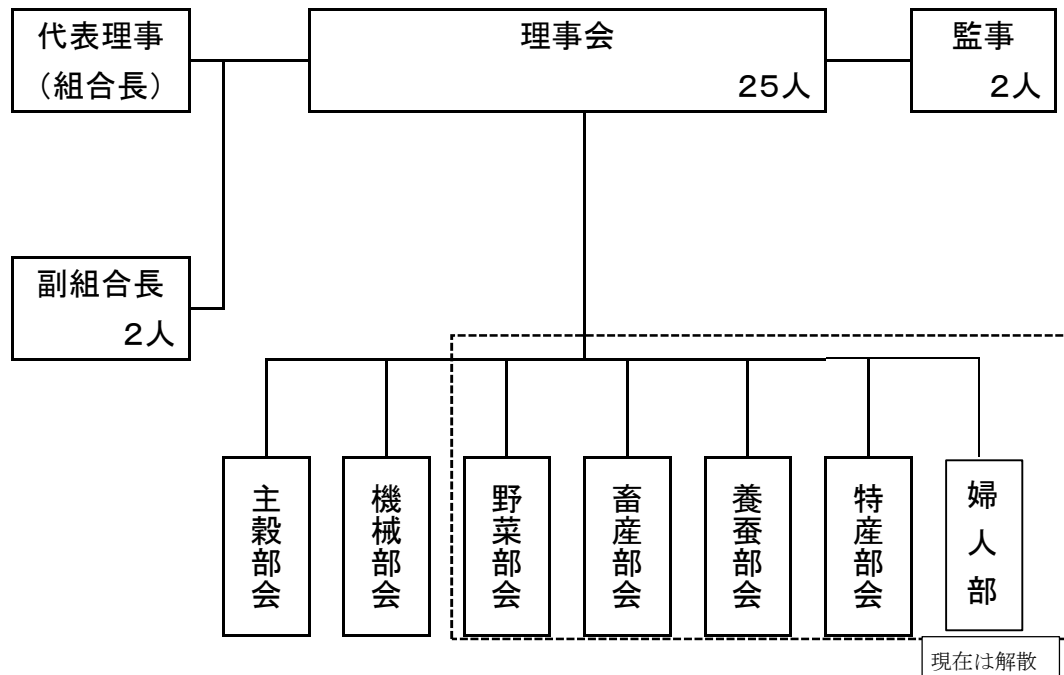 代表理事
（組合長）
理事会
25人
監事
2人
副組合長
2人
主穀部会
機械部会
野菜部会
畜産部会
養蚕部会
特産部会
婦人部
現在は解散